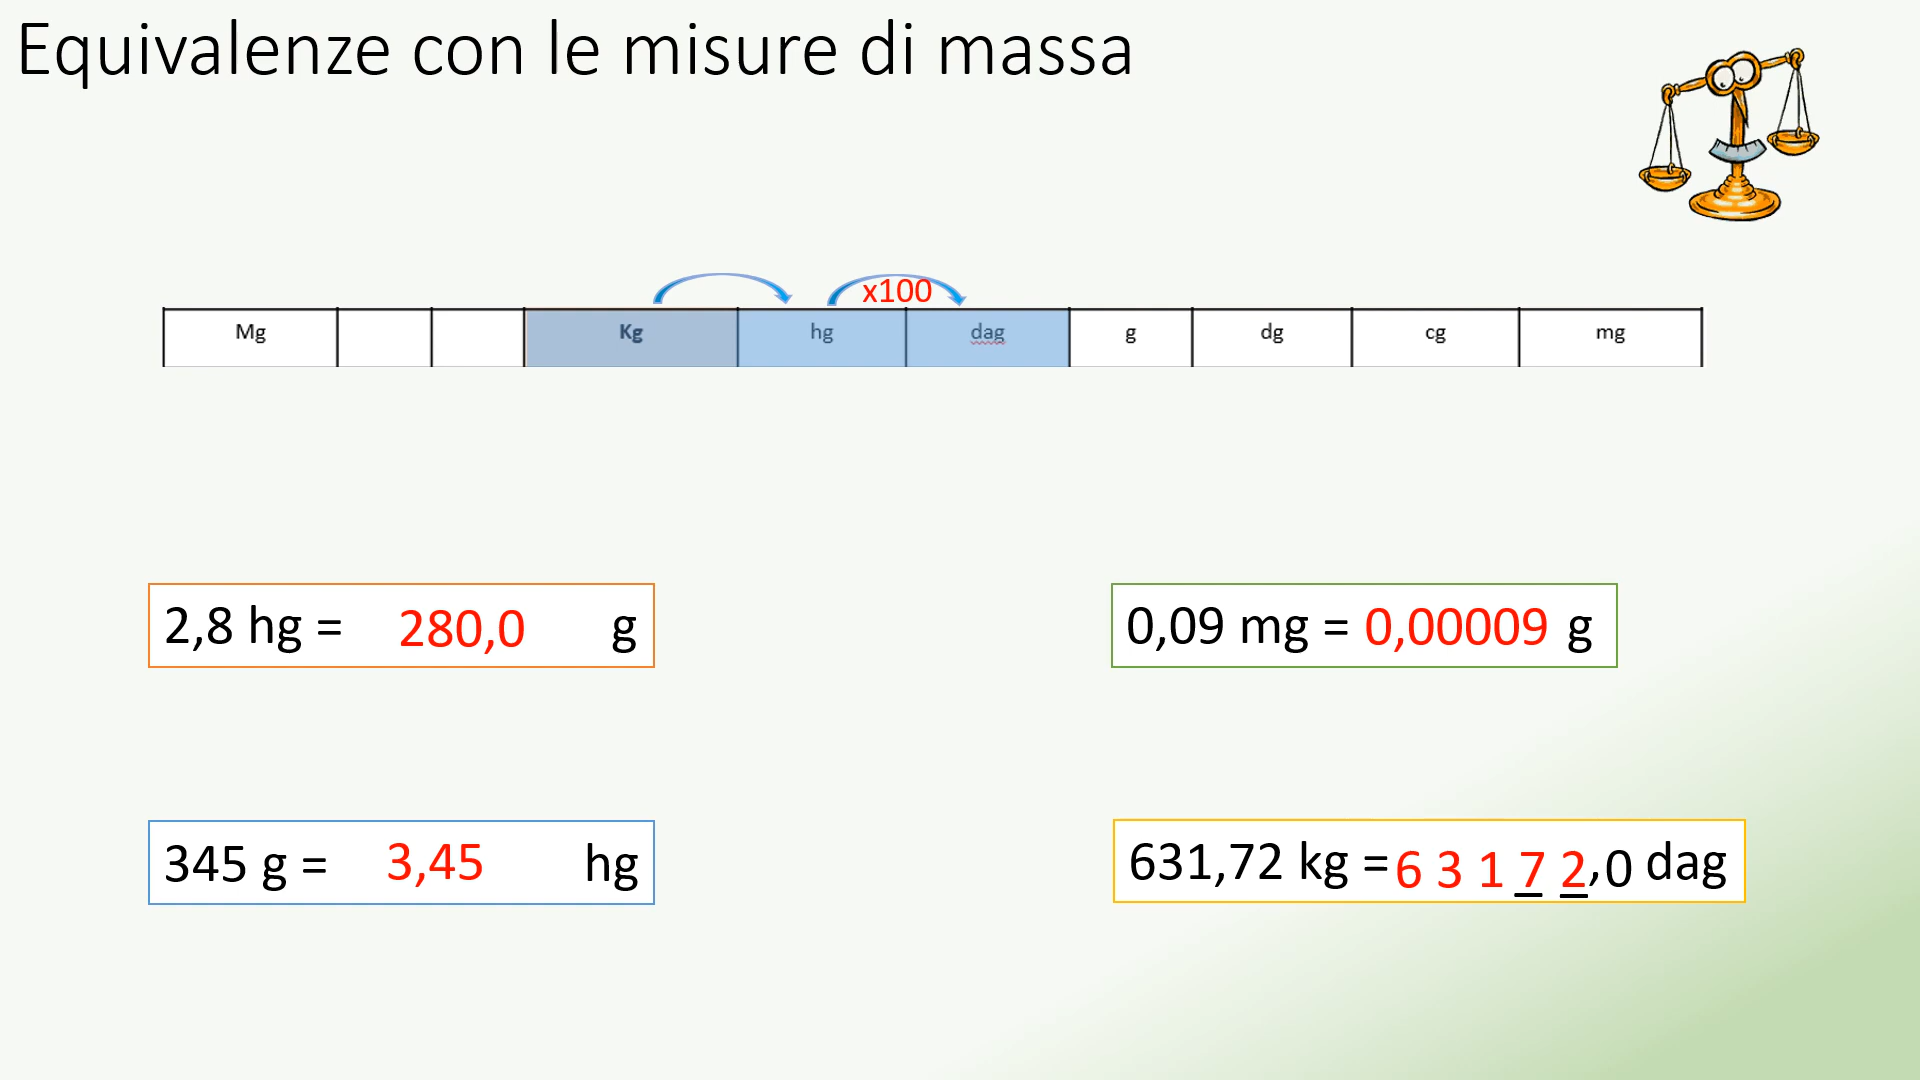 Equivalenze con le misure di massa
x100
Mg Kg hg dag g dg cg mg
2,8 hg = 280,0 g
0,09 mg = 0,00009 g
345 g = 3,45 hg
631,72 kg = 6 3 1 7 2,0 dag